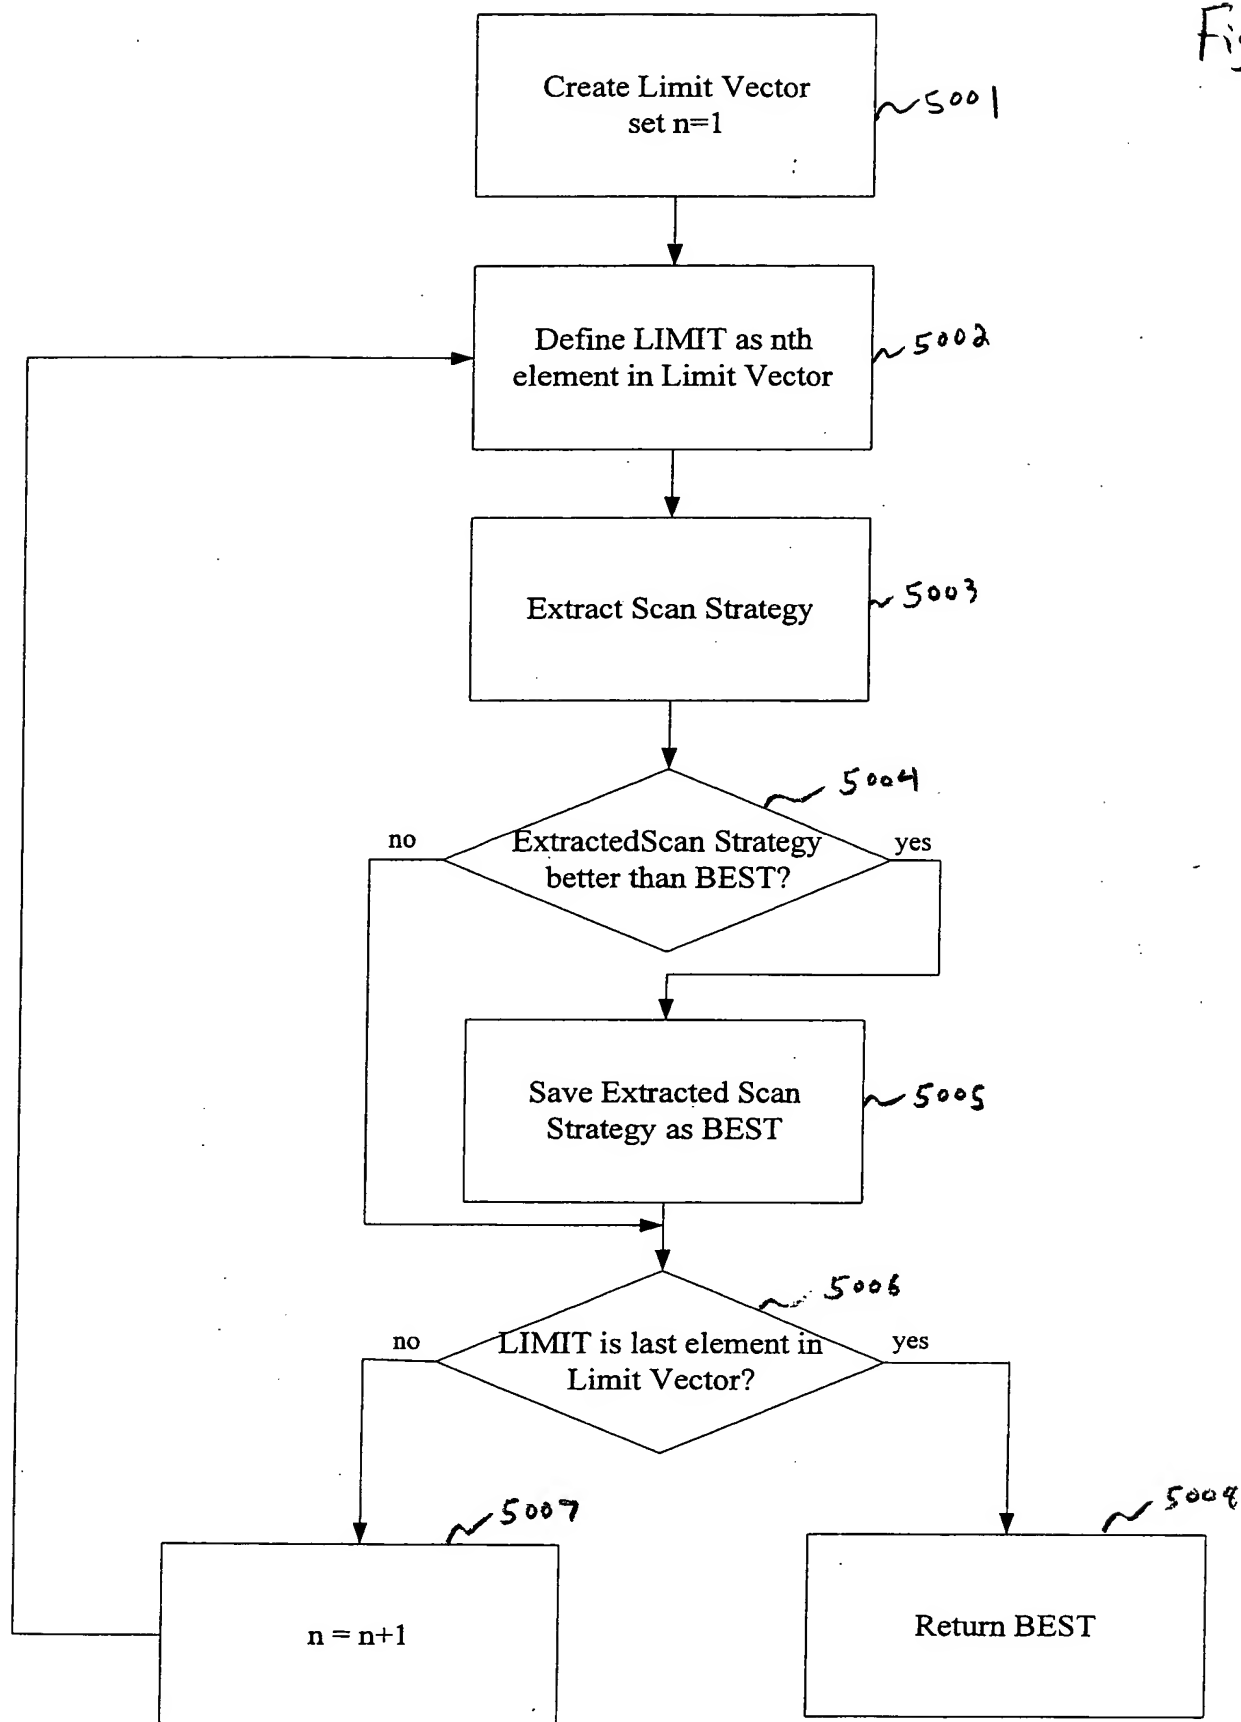 Create Limit Vector
set n=1
5001
Define LIMIT as nth
element in Limit Vector
5002
Extract Scan Strategy
5003
5004
no
ExtractedScan Strategy
better than BEST?
yes
Save Extracted Scan
Strategy as BEST
5005
5006
no
LIMIT is last element in
Limit Vector?
yes
5007
5008
n = n+1
Return BEST